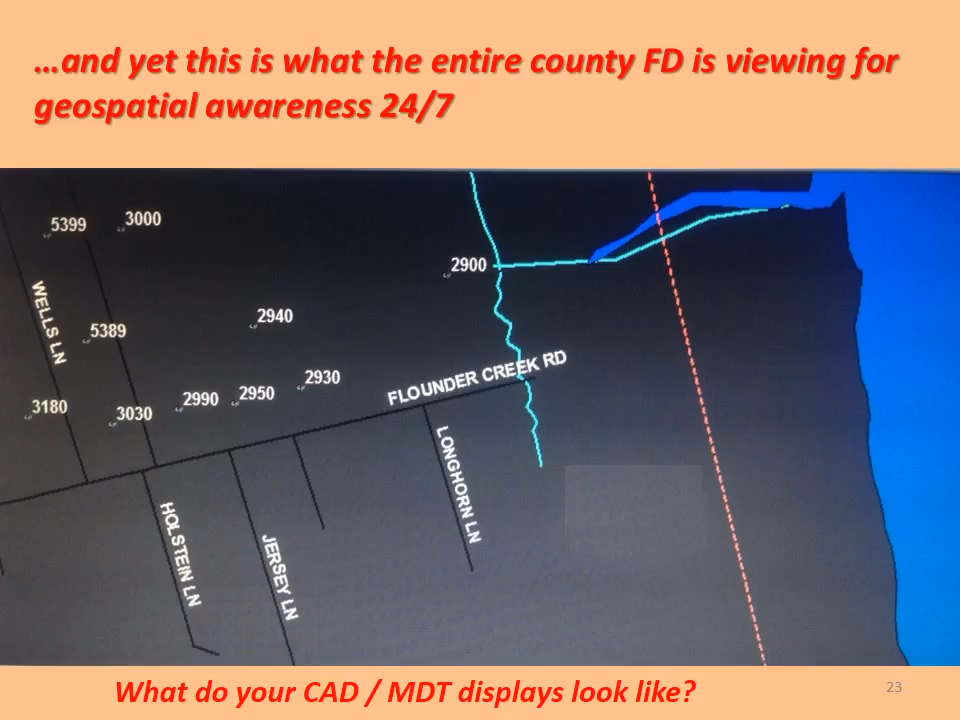 …and yet this is what the entire county FD is viewing for
geospatial awareness 24/7
5399
3000
2900
WELLS LN
5389
2940
FLOUNDER CREEK RD
3180
3030
2990
2950
2930
LONGHORN LN
HOLSTEIN LN
JERSEY LN
What do your CAD / MDT displays look like?
23